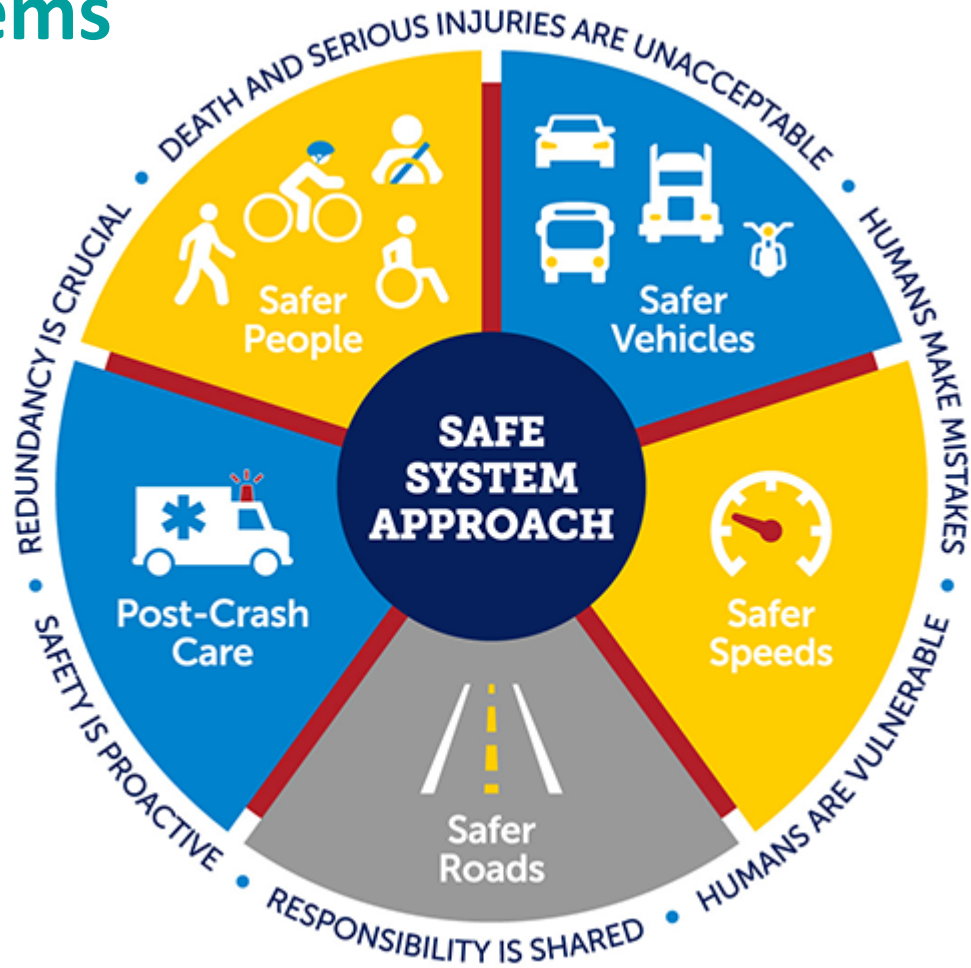 ems
DEATH AND SERIOUS INJURIES ARE UNACCEPTABLE
HUMANS MAKE MISTAKES
HUMANS ARE VULNERABLE
RESPONSIBILITY IS SHARED
SAFETY IS PROACTIVE
REDUNDANCY IS CRUCIAL
Safer
People
Safer
Vehicles
SAFE
SYSTEM
APPROACH
Post-Crash
Care
Safer
Speeds
Safer
Roads